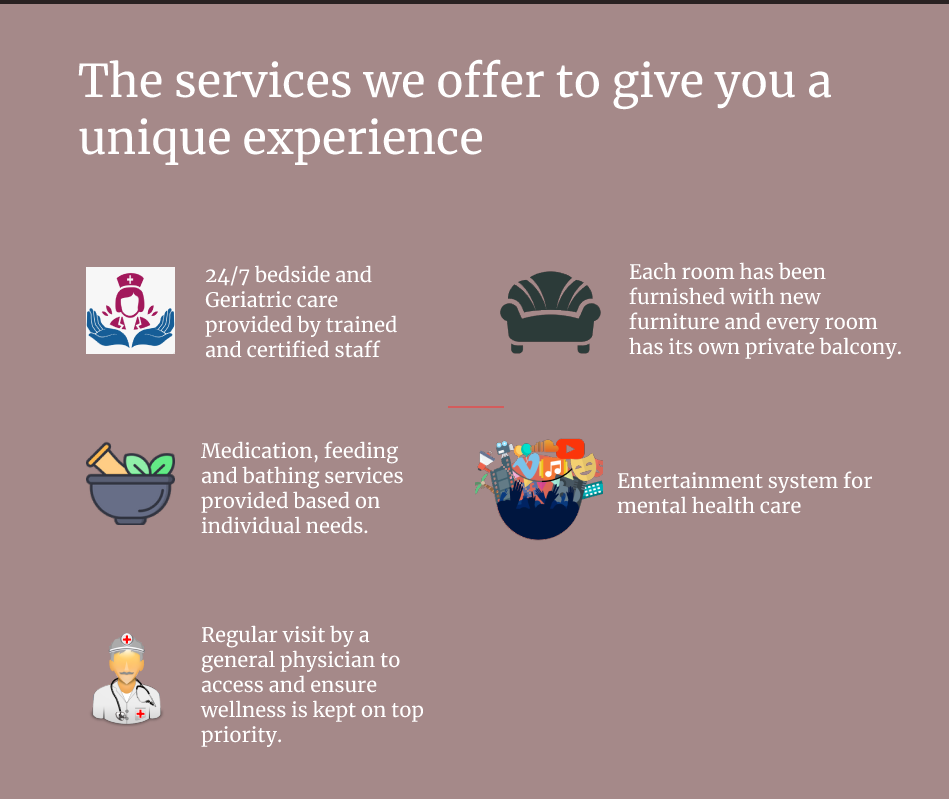 The services we offer to give you a
unique experience
24/7 bedside and
Geriatric care
provided by trained
and certified staff
Each room has been
furnished with new
furniture and every room
has its own private balcony.
Medication, feeding
and bathing services
provided based on
individual needs.
Entertainment system for
mental health care
Regular visit by a
general physician to
access and ensure
wellness is kept on top
priority.